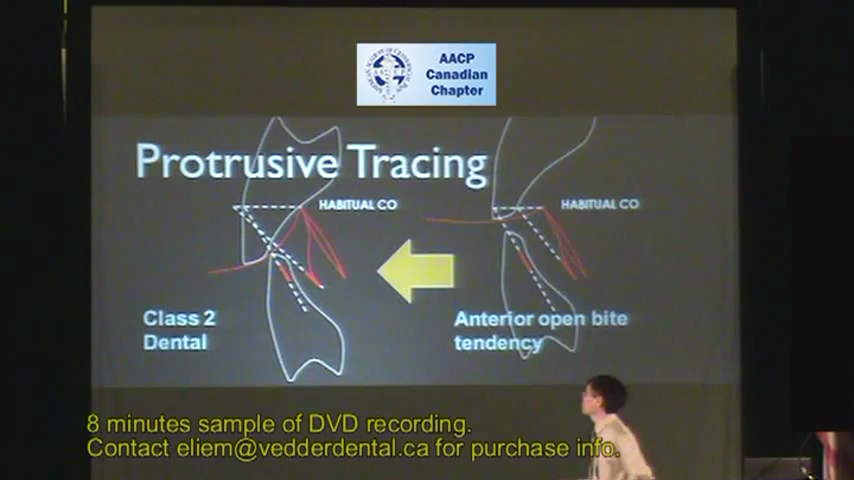 AACP
Canadian
Chapter
Protrusive Tracing
HABITUAL CO
HABITUAL CO
Class 2
Dental
Anterior open bite
tendency
8 minutes sample of DVD recording.
Contact eliem@vedderdental.ca for purchase info.